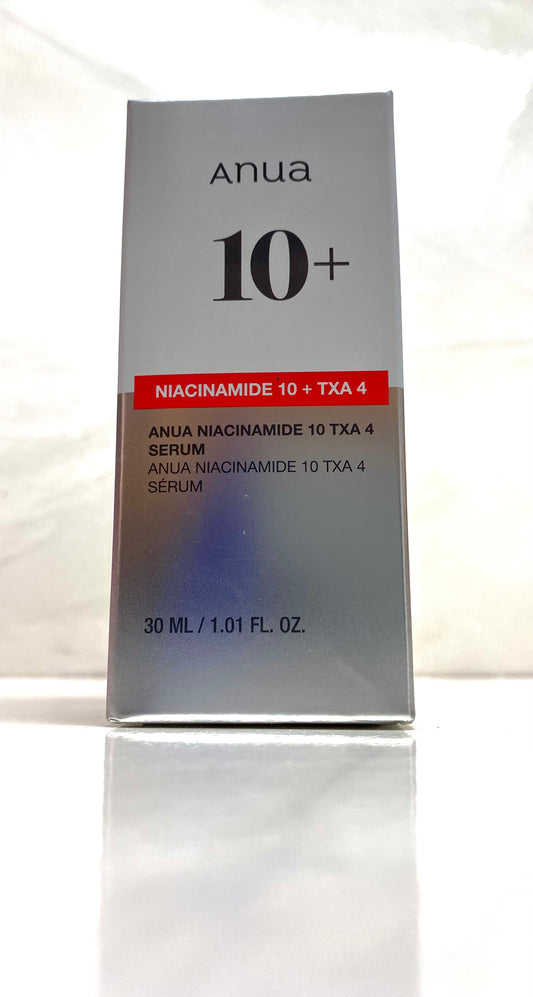 Anua
10+
NIACINAMIDE 10 + TXA 4
ANUA NIACINAMIDE 10 TXA 4
SERUM
ANUA NIACINAMIDE 10 TXA 4
SÉRUM
30 ML / 1.01 FL. OZ.